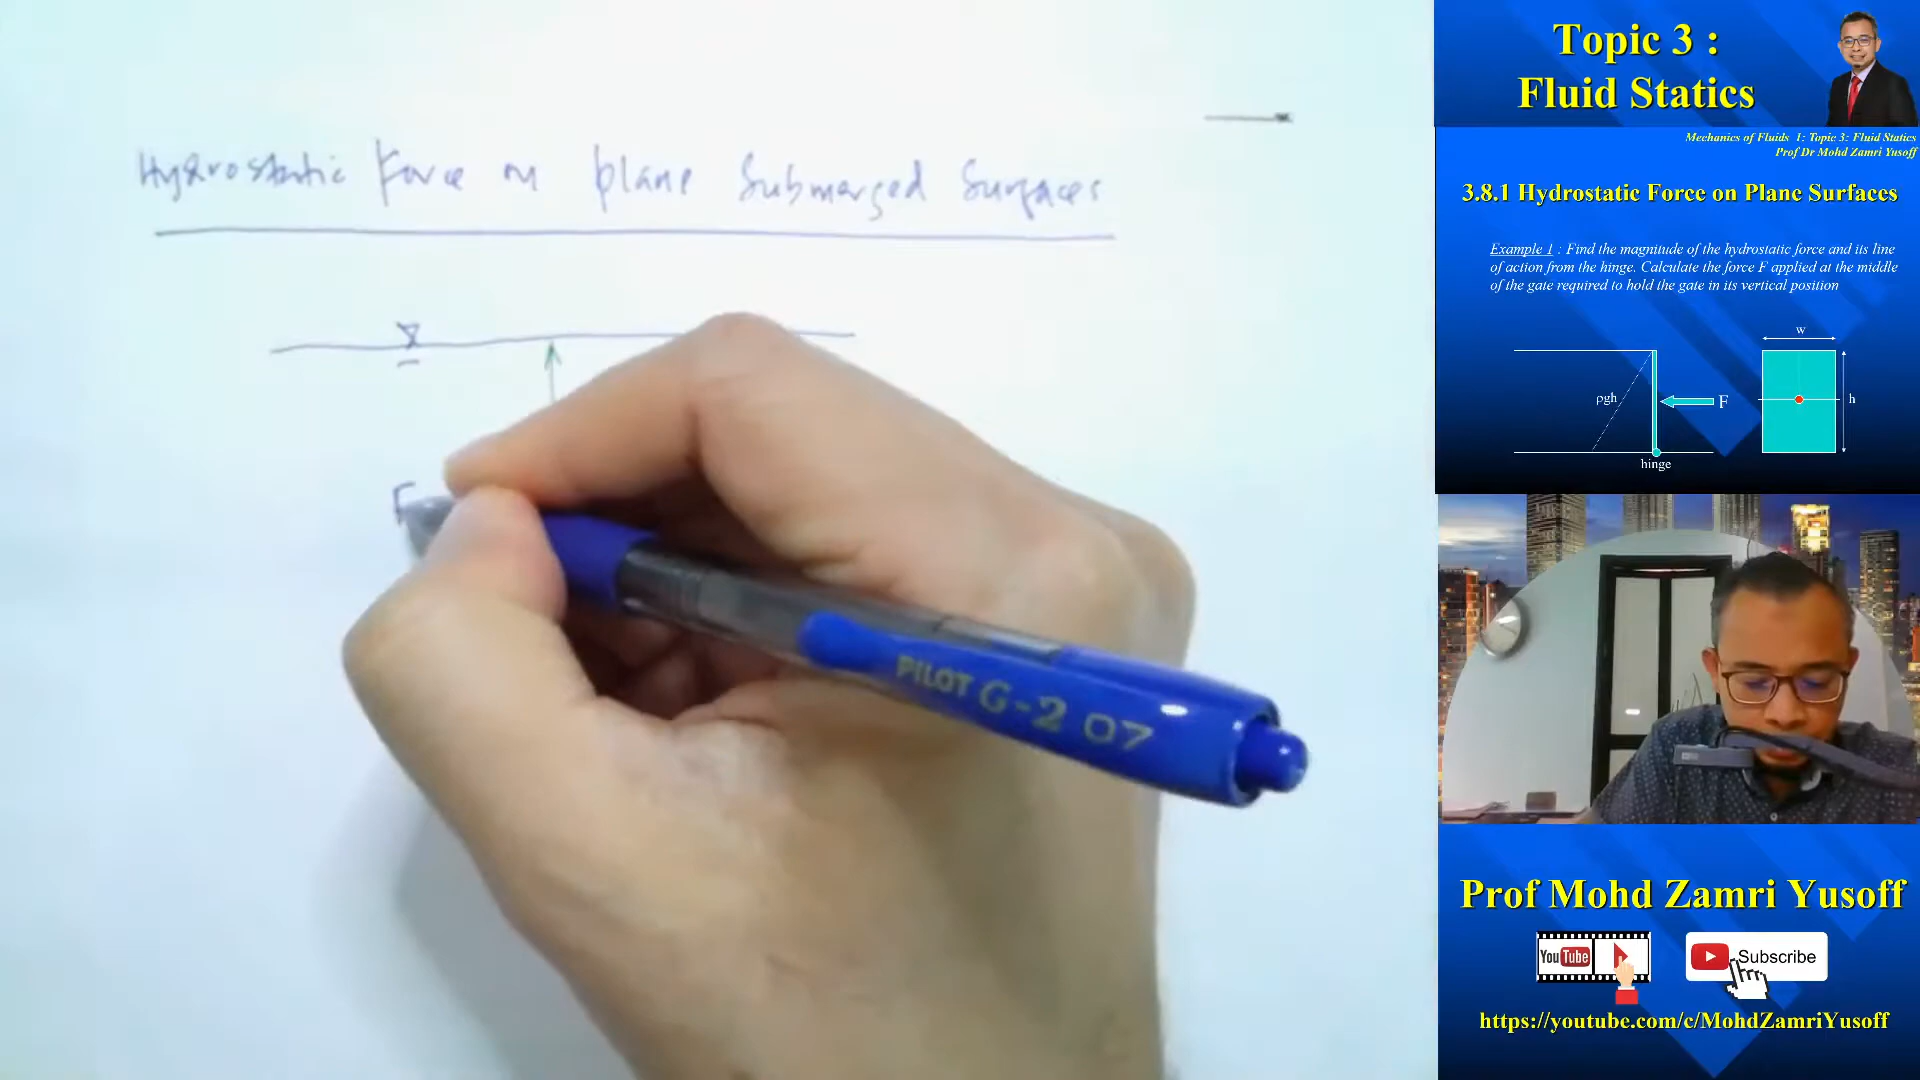 Hydrostatic Force on plane Submerged Surfaces
F
PILOT G-2 07
Topic 3 :
Fluid Statics
Mechanics of Fluids 1: Topic 3: Fluid Statics
Prof Dr Mohd Zamri Yusoff
3.8.1 Hydrostatic Force on Plane Surfaces
Example 1 : Find the magnitude of the hydrostatic force and its line
of action from the hinge. Calculate the force F applied at the middle
of the gate required to hold the gate in its vertical position
w
ρgh
F
h
hinge
Prof Mohd Zamri Yusoff
YouTube
Subscribe
https://youtube.com/c/MohdZamriYusoff